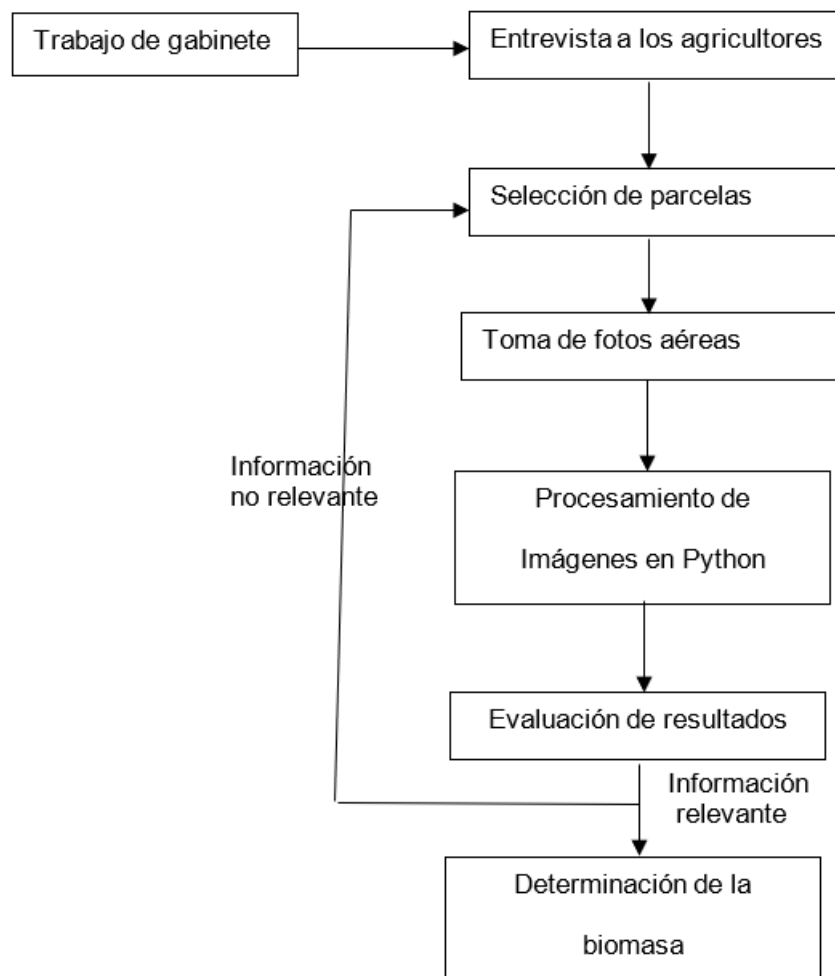 Trabajo de gabinete
Entrevista a los agricultores
Selección de parcelas
Toma de fotos aéreas
Información
no relevante
Procesamiento de
Imágenes en Python
Evaluación de resultados
Información
relevante
Determinación de la
biomasa